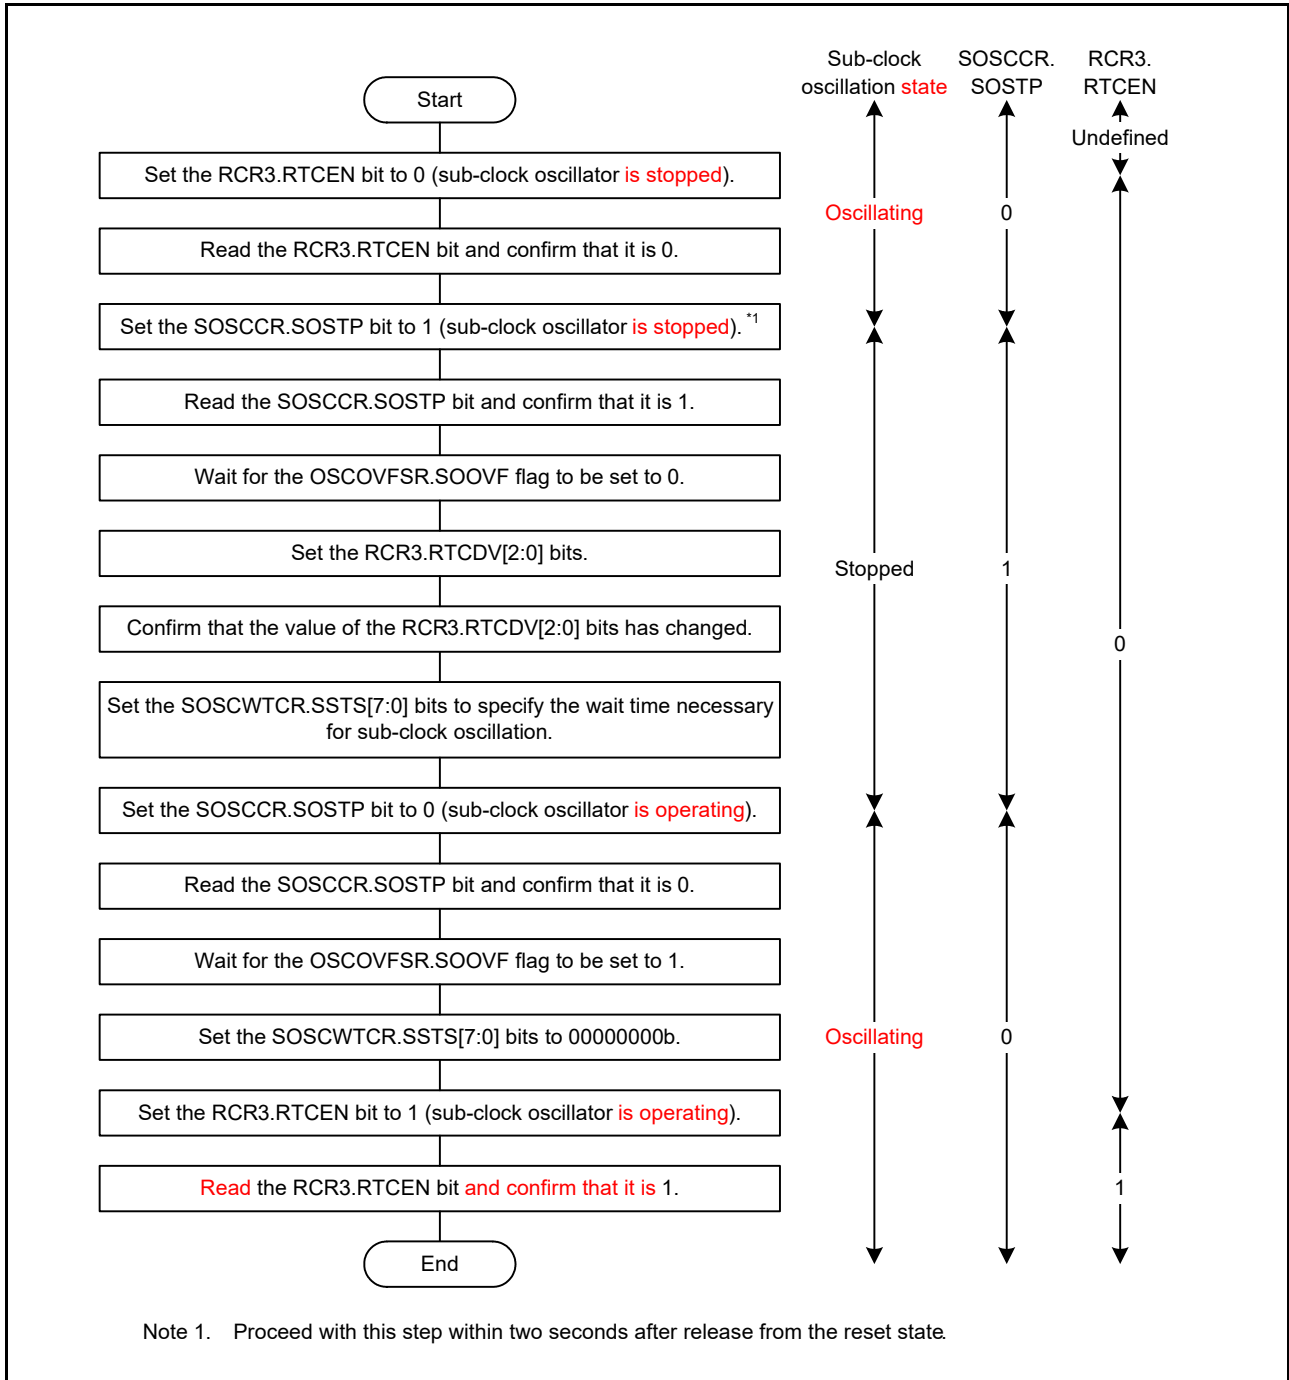 Sub-clock
oscillation state
SOSCCR.
SOSTP
RCR3.
RTCEN
Start
Undefined
Set the RCR3.RTCEN bit to 0 (sub-clock oscillator is stopped).
Oscillating
0
Read the RCR3.RTCEN bit and confirm that it is 0.
Set the SOSCCR.SOSTP bit to 1 (sub-clock oscillator is stopped). *1
Read the SOSCCR.SOSTP bit and confirm that it is 1.
Wait for the OSCOVFSR.SOOVF flag to be set to 0.
Set the RCR3.RTCDV[2:0] bits.
Stopped
1
Confirm that the value of the RCR3.RTCDV[2:0] bits has changed.
0
Set the SOSCWTCR.SSTS[7:0] bits to specify the wait time necessary
for sub-clock oscillation.
Set the SOSCCR.SOSTP bit to 0 (sub-clock oscillator is operating).
Read the SOSCCR.SOSTP bit and confirm that it is 0.
Wait for the OSCOVFSR.SOOVF flag to be set to 1.
Set the SOSCWTCR.SSTS[7:0] bits to 00000000b.
Oscillating
0
Set the RCR3.RTCEN bit to 1 (sub-clock oscillator is operating).
Read the RCR3.RTCEN bit and confirm that it is 1.
1
End
Note 1. Proceed with this step within two seconds after release from the reset state.